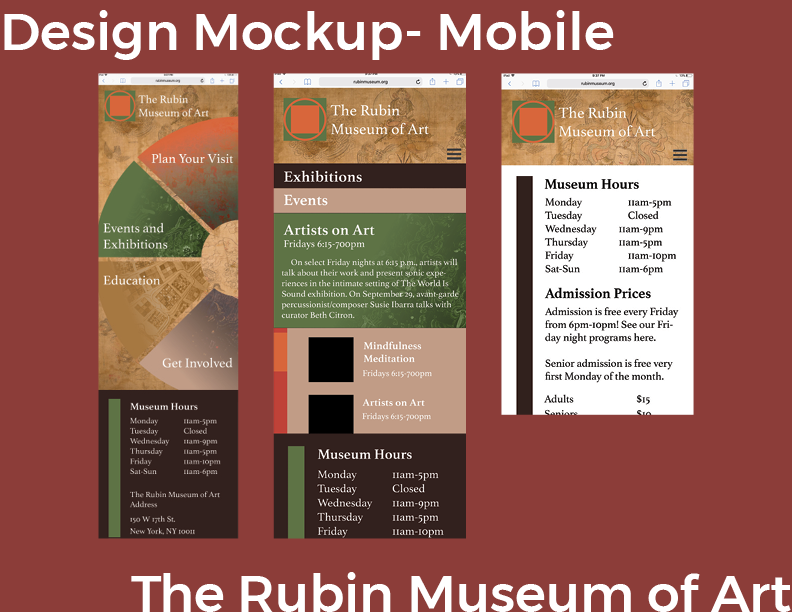 Design Mockup- Mobile
rubinmuseum.org
The Rubin
Museum of Art
Plan Your Visit
Events and
Exhibitions
Education
Get Involved
Museum Hours
Monday 11am-5pm
Tuesday Closed
Wednesday 11am-9pm
Thursday 11am-5pm
Friday 11am-10pm
Sat-Sun 11am-6pm
The Rubin Museum of Art
Address
150 W 17th St.
New York, NY 10011
rubinmuseum.org
The Rubin
Museum of Art
Exhibitions
Events
Artists on Art
Fridays 6:15-700pm
On select Friday nights at 6:15 p.m., artists will
talk about their work and present sonic expe-
riences in the intimate setting of The World Is
Sound exhibition. On September 29, avant-garde
percussionist/composer Susie Ibarra talks with
curator Beth Citron.
Mindfulness
Meditation
Fridays 6:15-700pm
Artists on Art
Fridays 6:15-700pm
Museum Hours
Monday 11am-5pm
Tuesday Closed
Wednesday 11am-9pm
Thursday 11am-5pm
Friday 11am-10pm
rubinmuseum.org
The Rubin
Museum of Art
Museum Hours
Monday 11am-5pm
Tuesday Closed
Wednesday 11am-9pm
Thursday 11am-5pm
Friday 11am-10pm
Sat-Sun 11am-6pm
Admission Prices
Admission is free every Friday
from 6pm-10pm! See our Fri-
day night programs here.
Senior admission is free very
first Monday of the month.
Adults $15
Seniors $10
The Rubin Museum of Art